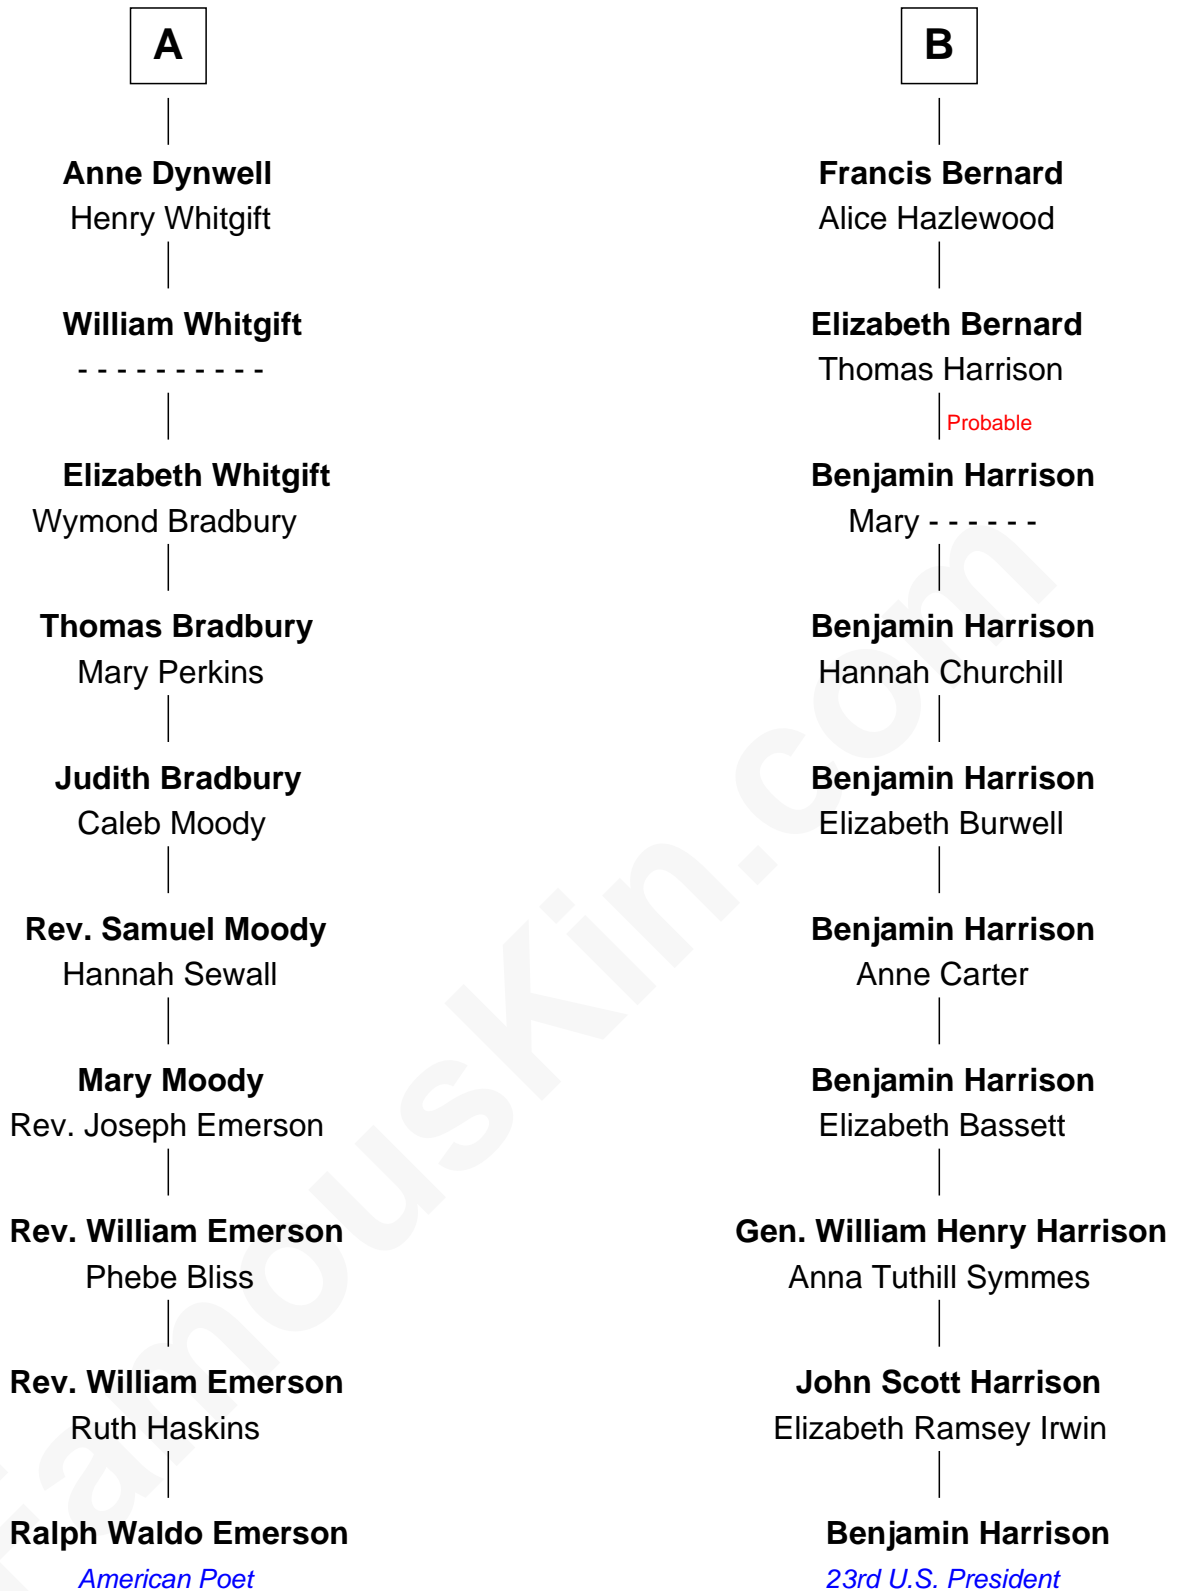 A
Anne Dynwell
Henry Whitgift
William Whitgift
- - - - - - - - - -
Elizabeth Whitgift
Wymond Bradbury
Thomas Bradbury
Mary Perkins
Judith Bradbury
Caleb Moody
Rev. Samuel Moody
Hannah Sewall
Mary Moody
Rev. Joseph Emerson
Rev. William Emerson
Phebe Bliss
Rev. William Emerson
Ruth Haskins
Ralph Waldo Emerson
American Poet
B
Francis Bernard
Alice Hazlewood
Elizabeth Bernard
Thomas Harrison
Probable
Benjamin Harrison
Mary - - - - - -
Benjamin Harrison
Hannah Churchill
Benjamin Harrison
Elizabeth Burwell
Benjamin Harrison
Anne Carter
Benjamin Harrison
Elizabeth Bassett
Gen. William Henry Harrison
Anna Tuthill Symmes
John Scott Harrison
Elizabeth Ramsey Irwin
Benjamin Harrison
23rd U.S. President
FamousKin.com